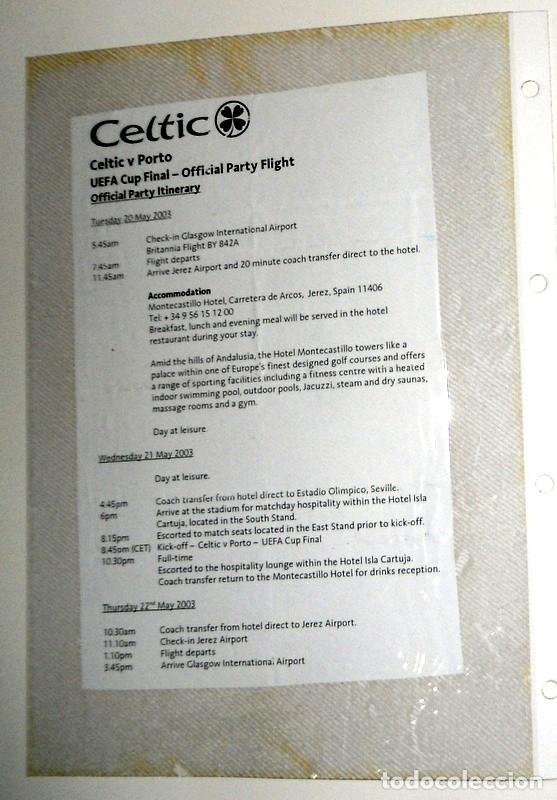 Celtic
Celtic v Porto
UEFA Cup Final – Official Party Flight
Official Party Itinerary
Tuesday 20 May 2003
5.45am Check-in Glasgow International Airport
Britannia Flight BY 842A
7.45am Flight departs
11.45am Arrive Jerez Airport and 20 minute coach transfer direct to the hotel.
Accommodation
Montecastillo Hotel, Carretera de Arcos, Jerez, Spain 11406
Tel: + 34 9 56 15 12 00
Breakfast, lunch and evening meal will be served in the hotel
restaurant during your stay.
Amid the hills of Andalusia, the Hotel Montecastillo towers like a
palace within one of Europe's finest designed golf courses and offers
a range of sporting facilities including a fitness centre with a heated
indoor swimming pool, outdoor pools, Jacuzzi, steam and dry saunas,
massage rooms and a gym.
Day at leisure.
Wednesday 21 May 2003
Day at leisure.
4.45pm Coach transfer from hotel direct to Estadio Olimpico, Seville.
6pm Arrive at the stadium for matchday hospitality within the Hotel Isla
Cartuja, located in the South Stand.
8.15pm Escorted to match seats located in the East Stand prior to kick-off.
8.45pm (CET) Kick-off – Celtic v Porto – UEFA Cup Final
10.30pm Full-time
Escorted to the hospitality lounge within the Hotel Isla Cartuja.
Coach transfer return to the Montecastillo Hotel for drinks reception.
Thursday 22nd May 2003
10.30am Coach transfer from hotel direct to Jerez Airport.
11.10am Check-in Jerez Airport
1.10pm Flight departs
3.45pm Arrive Glasgow International Airport
todocoleccion